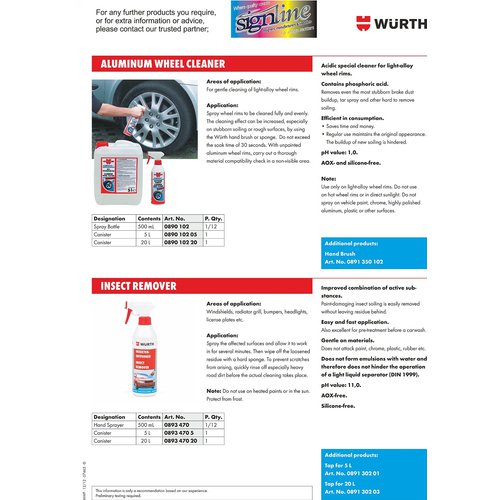 For any further products you require,
or for extra information or advice,
please contact our trusted partner;
signline
WÜRTH
ALUMINUM WHEEL CLEANER
Areas of application:
For gentle cleaning of light-alloy wheel rims.
Application:
Spray wheel rims to be cleaned fully and evenly.
The cleaning effect can be increased, especially
on stubborn soiling or rough surfaces, by using
the Würth hand brush or sponge. Do not exceed
the soak time of 30 seconds. With unpainted
aluminum wheel rims, carry out a thorough
material compatibility check in a non-visible area.
Designation Contents Art. No. P. Qty.
Spray Bottle 500 mL 0890 102 1/12
Canister 5 L 0890 102 05 1
Canister 20 L 0890 102 20 1
Acidic special cleaner for light-alloy
wheel rims.
Contains phosphoric acid.
Removes even the most stubborn brake dust
buildup, tar spray and other hard to remove
soiling.
Efficient in consumption.
• Saves time and money.
• Regular use maintains the original appearance.
The buildup of new soiling is hindered.
pH value: 1,0.
AOX- and silicone-free.
Note:
Use only on light-alloy wheel rims. Do not use
on hot wheel rims or in direct sunlight. Do not
spray on vehicle paint, chrome, highly polished
aluminum, plastic or other surfaces.
Additional products:
Hand Brush
Art. No. 0891 350 102
INSECT REMOVER
WÜRTH
INSECT
REMOVER
Areas of application:
Windshields, radiator grill, bumpers, headlights,
license plates etc.
Application:
Spray the affected surfaces and allow it to work
in for several minutes. Then wipe off the loosened
residue with a hard sponge. To prevent scratches
from arising, quickly rinse off especially heavy
road dirt before the actual cleaning takes place.
Note: Do not use on heated paints or in the sun.
Protect from frost.
Designation Contents Art. No. P. Qty.
Hand Sprayer 500 mL 0893 470 1/12
Canister 5 L 0893 470 5 1
Canister 20 L 0893 470 20 1
Improved combination of active sub-
stances.
Paint-damaging insect soiling is easily removed
without leaving residue behind.
Easy and fast application.
Also excellent for pre-treatment before a carwash.
Gentle on materials.
Does not attack paint, chrome, plastic, rubber etc.
Does not form emulsions with water and
therefore does not hinder the operation
of a light liquid separator (DIN 1999),
pH value: 11,0.
AOX-free.
Silicone-free.
Additional products:
Tap for 5 L
Art. No. 0891 302 01
Tap for 20 L
Art. No. 0891 302 03
This information is only a recommendation based on our experience.
Preliminary testing required.